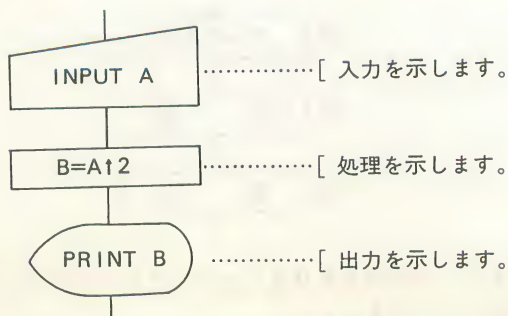 INPUT A ……………[ 入力を示します。
B=A↑2 ……………[ 処理を示します。
PRINT B ……………[ 出力を示します。